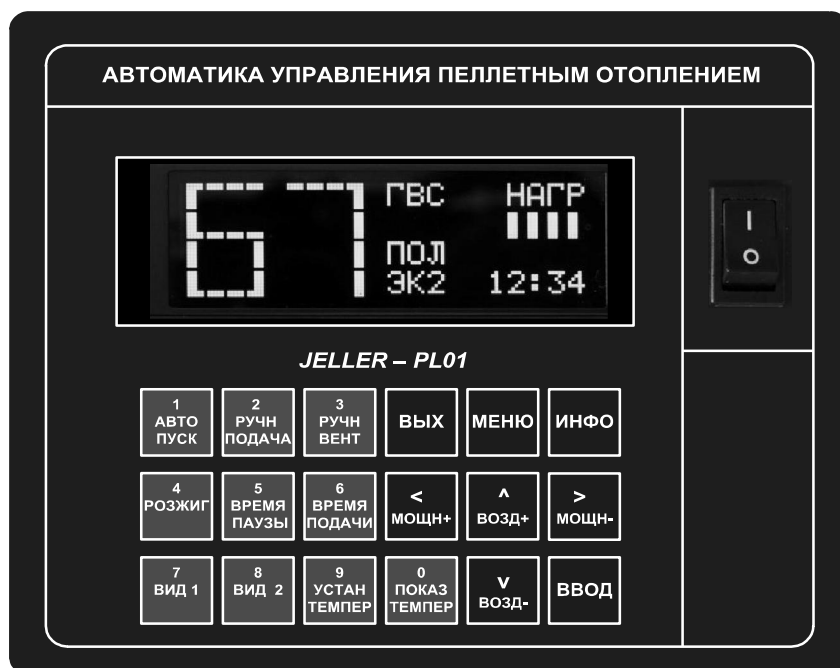 АВТОМАТИКА УПРАВЛЕНИЯ ПЕЛЛЕТНЫМ ОТОПЛЕНИЕМ
67 ГВС НАГР
ПОЛ
ЭК2 12:34
I
O
JELLER – PL01
1 АВТО ПУСК
2 РУЧН ПОДАЧА
3 РУЧН ВЕНТ
ВЫХ
МЕНЮ
ИНФО
4 РОЗЖИГ
5 ВРЕМЯ ПАУЗЫ
6 ВРЕМЯ ПОДАЧИ
< МОЩН+
^ ВОЗД+
> МОЩН-
7 ВИД 1
8 ВИД 2
9 УСТАН ТЕМПЕР
0 ПОКАЗ ТЕМПЕР
v ВОЗД-
ВВОД